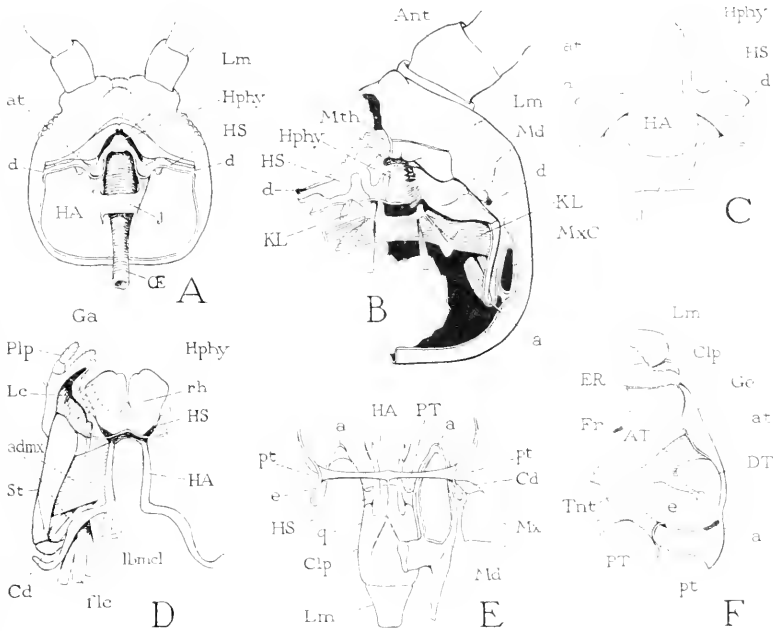 Lm
at
Hphy
HS
d
d
HA
J
Œ
A
Ant
Lm
Mth
Md
Hphy
HS
d
d
KL
KL
MxC
a
B
Hphy
at
HS
d
HA
C
Ga
Plp
Hphy
Lc
rh
HS
admx
St
HA
lbmcl
Cd
flc
D
HA
PT
a
a
pt
pt
e
Cd
HS
q
Mx
Clp
Md
Lm
E
Lm
Clp
ER
Ge
Fr
at
AT
DT
Tnt
e
PT
a
pt
F